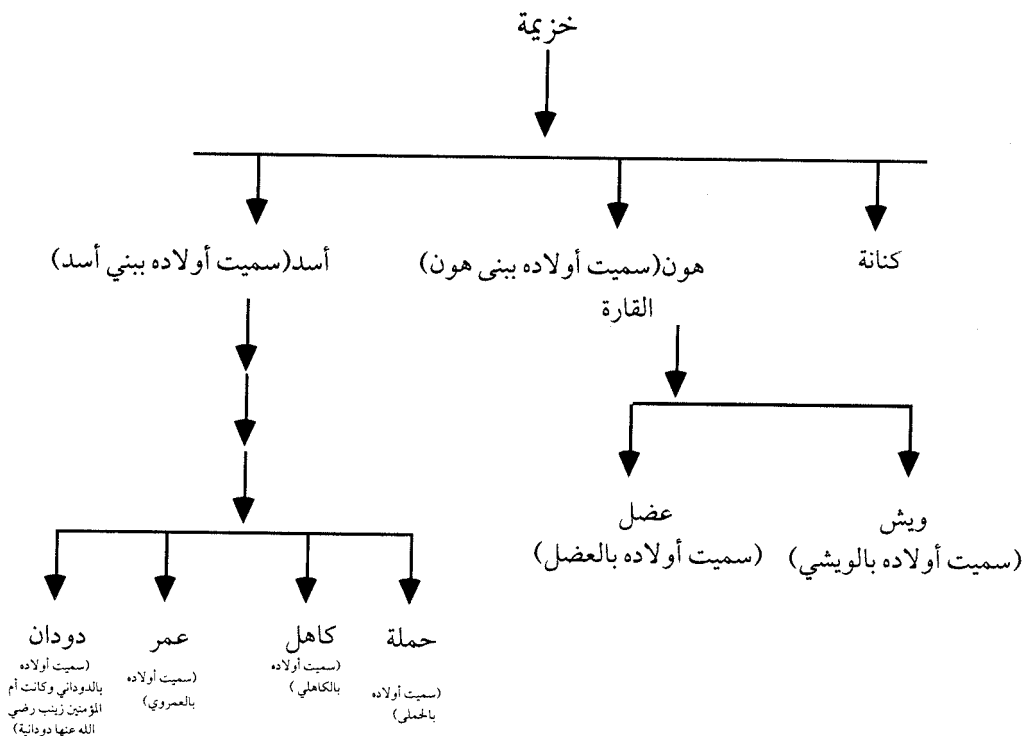 خزيمة
كنانة
هون(سميت أولاده ببنى هون)
القارة
أسد(سميت أولاده ببني أسد)
ويش
(سميت أولاده بالويشي)
عضل
(سميت أولاده بالعضل)
حملة
(سميت أولاده
بالحملى)
كاهل
(سميت أولاده
بالكاهلي)
عمر
(سميت أولاده
بالعمروي)
دودان
(سميت أولاده
بالدوداني وكانت أم
المؤمنين زينب رضي
الله عنها دودانية)